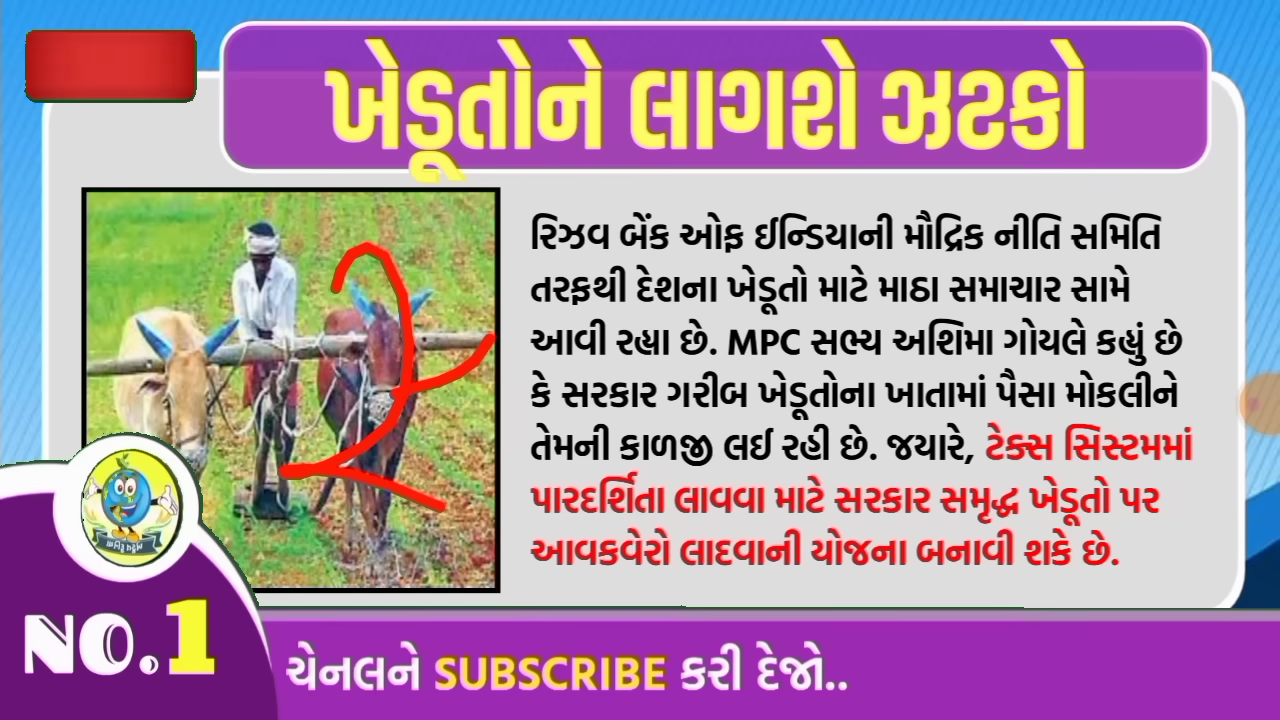 ખેડૂતોને લાગશે ઝટકો
રિઝવ બેંક ઓફ ઈન્ડિયાની મૌદ્રિક નીતિ સમિતિ
તરફથી દેશના ખેડૂતો માટે માઠા સમાચાર સામે
આવી રહ્યા છે. MPC સભ્ય અશિમા ગોયલે કહ્યું છે
કે સરકાર ગરીબ ખેડૂતોના ખાતામાં પૈસા મોકલીને
તેમની કાળજી લઈ રહી છે. જયારે, ટેક્સ સિસ્ટમમાં
પારદર્શિતા લાવવા માટે સરકાર સમૃદ્ધ ખેડૂતો પર
આવકવેરો લાદવાની યોજના બનાવી શકે છે.
NO.1
ચેનલને SUBSCRIBE કરી દેજો..